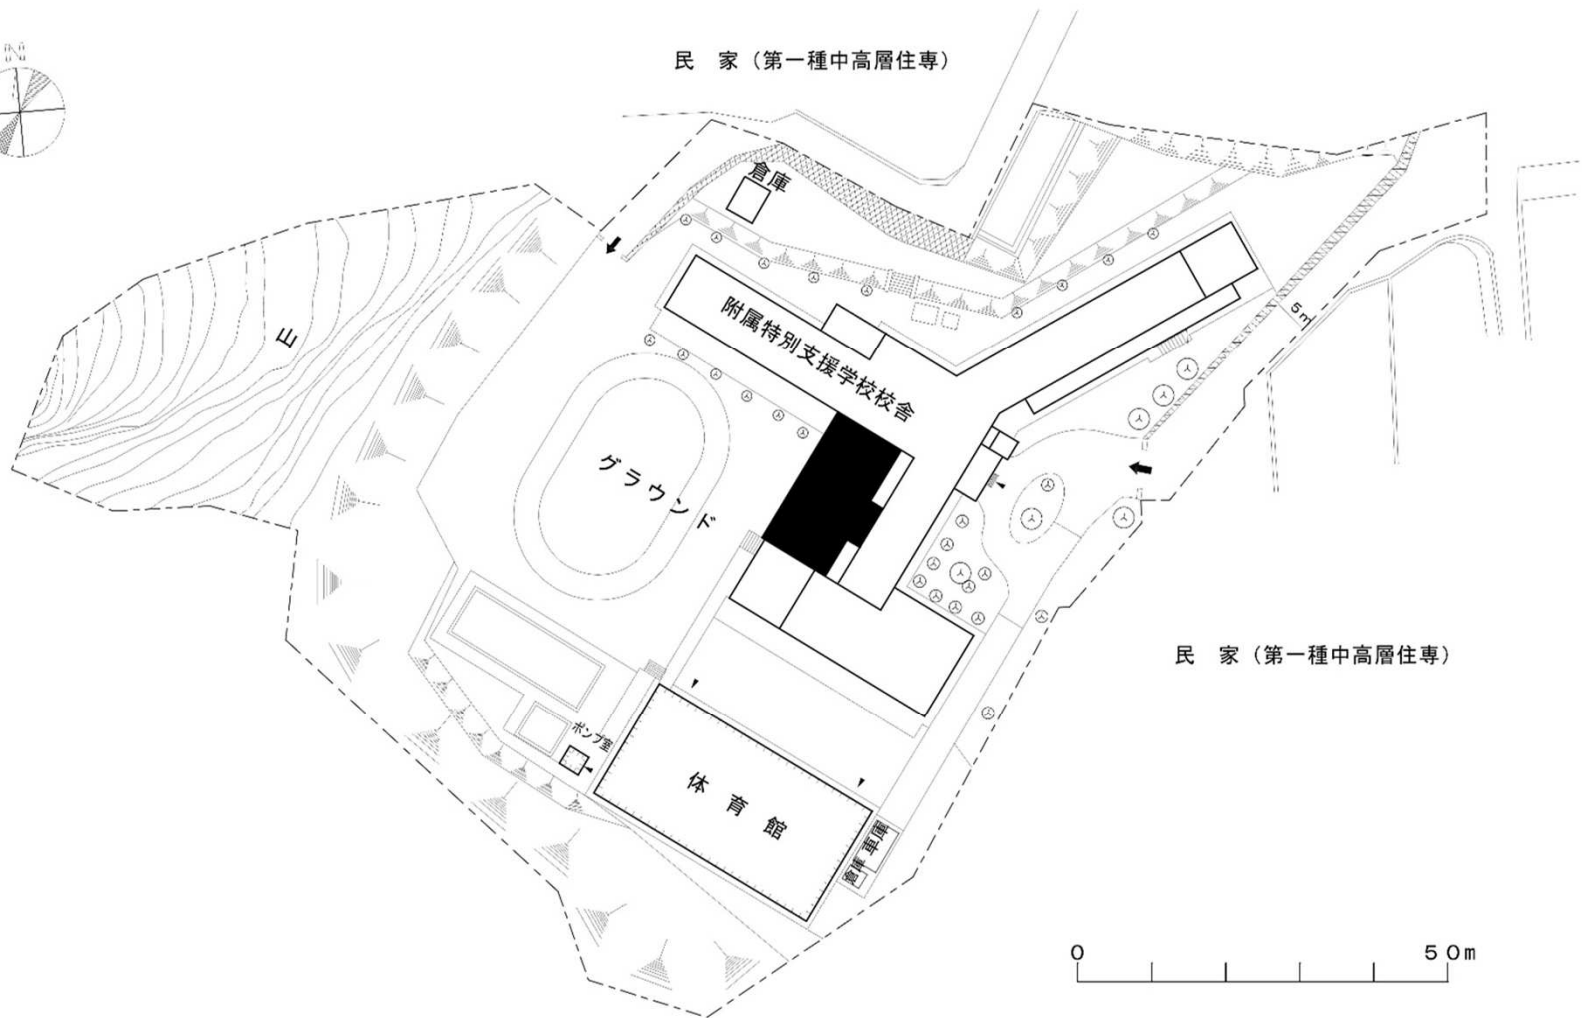 N
民　家（第一種中高層住専）
倉庫
附属特別支援学校校舎
5m
山
グラウンド
民　家（第一種中高層住専）
ポンプ室
体育館
車庫
倉庫
0　50m